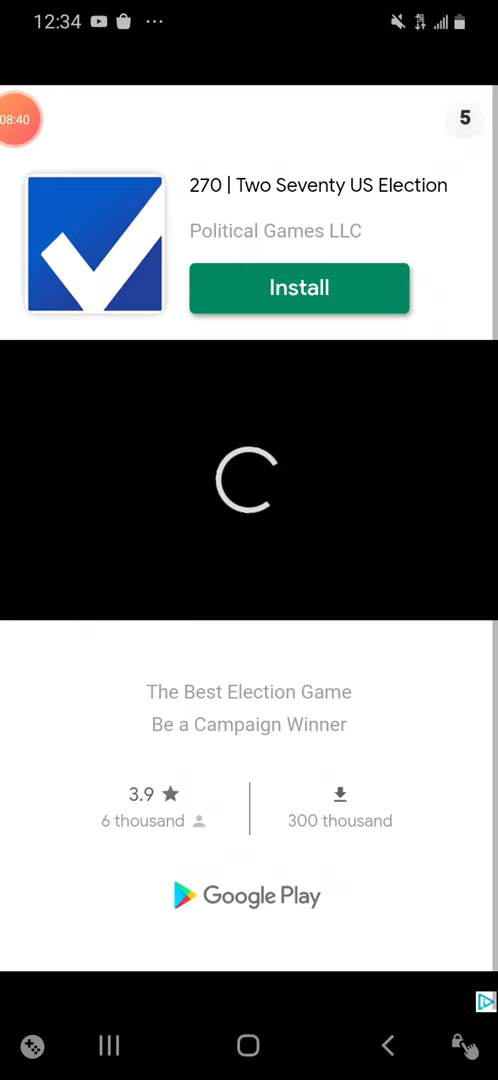 12:34
08:40
5
270 | Two Seventy US Election
Political Games LLC
Install
The Best Election Game
Be a Campaign Winner
3.9
6 thousand
300 thousand
Google Play